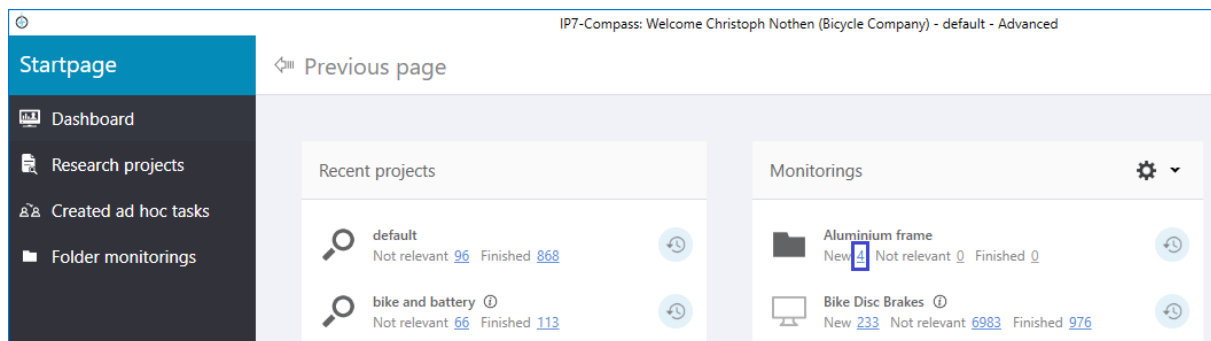 IP7-Compass: Welcome Christoph Nothen (Bicycle Company) - default - Advanced
Startpage
Previous page
Dashboard
Research projects
Created ad hoc tasks
Folder monitorings
Recent projects
default
Not relevant 96 Finished 868
bike and battery
Not relevant 66 Finished 113
Monitorings
Aluminium frame
New 4 Not relevant 0 Finished 0
Bike Disc Brakes
New 233 Not relevant 6983 Finished 976